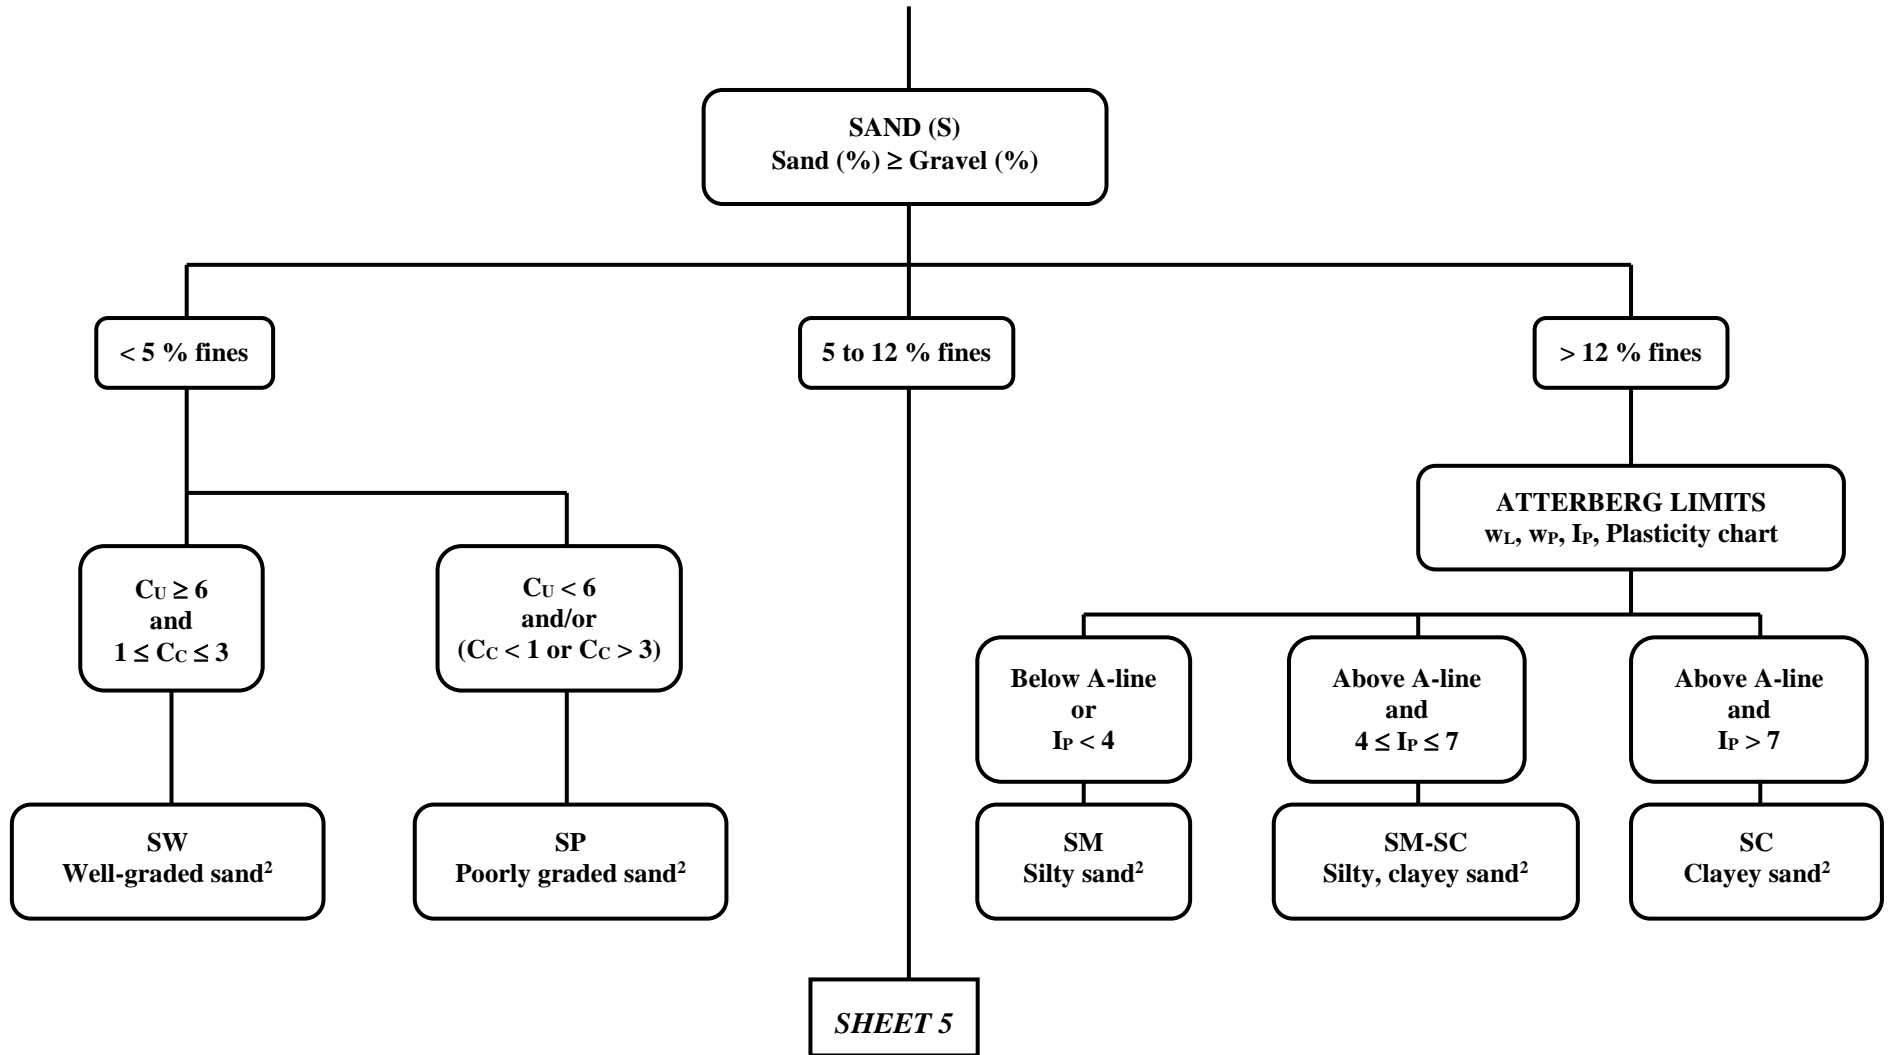 SAND (S)
Sand (%) ≥ Gravel (%)
< 5 % fines
5 to 12 % fines
> 12 % fines
ATTERBERG LIMITS
wL, wP, IP, Plasticity chart
CU ≥ 6
and
1 ≤ CC ≤ 3
CU < 6
and/or
(CC < 1 or CC > 3)
Below A-line
or
IP < 4
Above A-line
and
4 ≤ IP ≤ 7
Above A-line
and
IP > 7
SW
Well-graded sand²
SP
Poorly graded sand²
SM
Silty sand²
SM-SC
Silty, clayey sand²
SC
Clayey sand²
SHEET 5